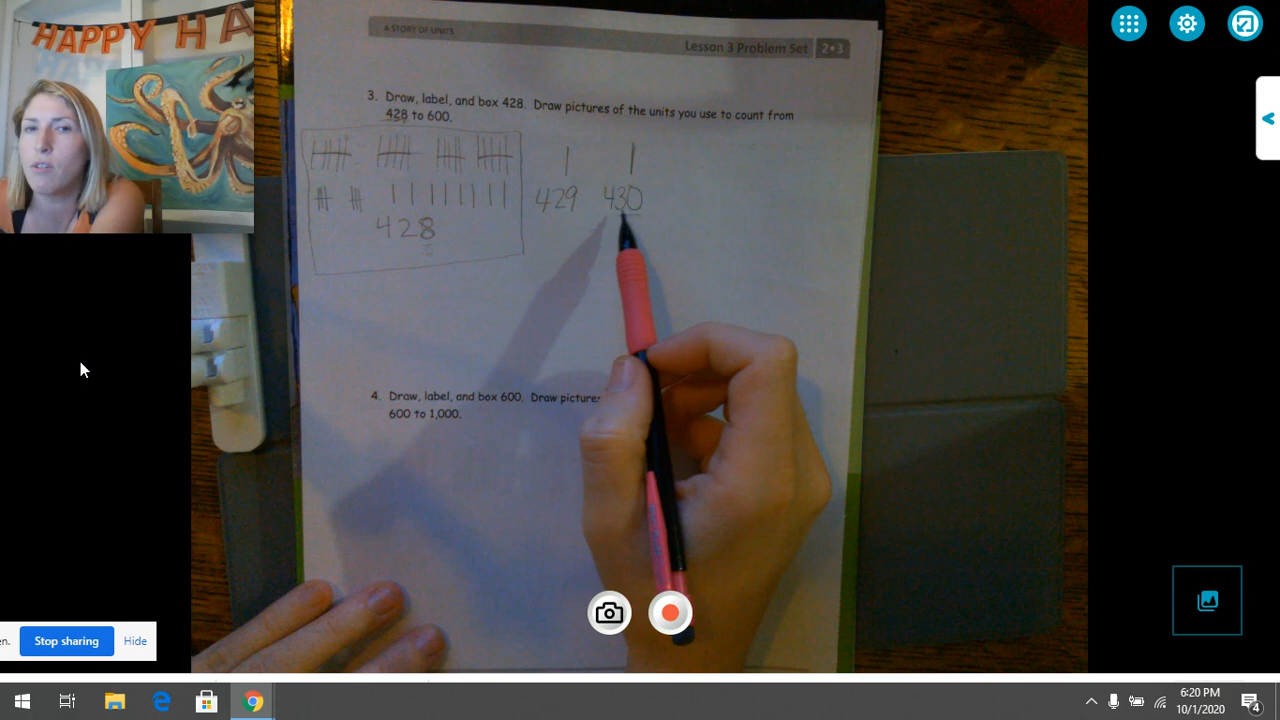 HAPPY HA
A STORY OF UNITS
Lesson 3 Problem Set 2•3
3. Draw, label, and box 428. Draw pictures of the units you use to count from
428 to 600.
428
429 430
4. Draw, label, and box 600. Draw pictures
600 to 1,000.
en.
Stop sharing
Hide
6:20 PM
10/1/2020
4